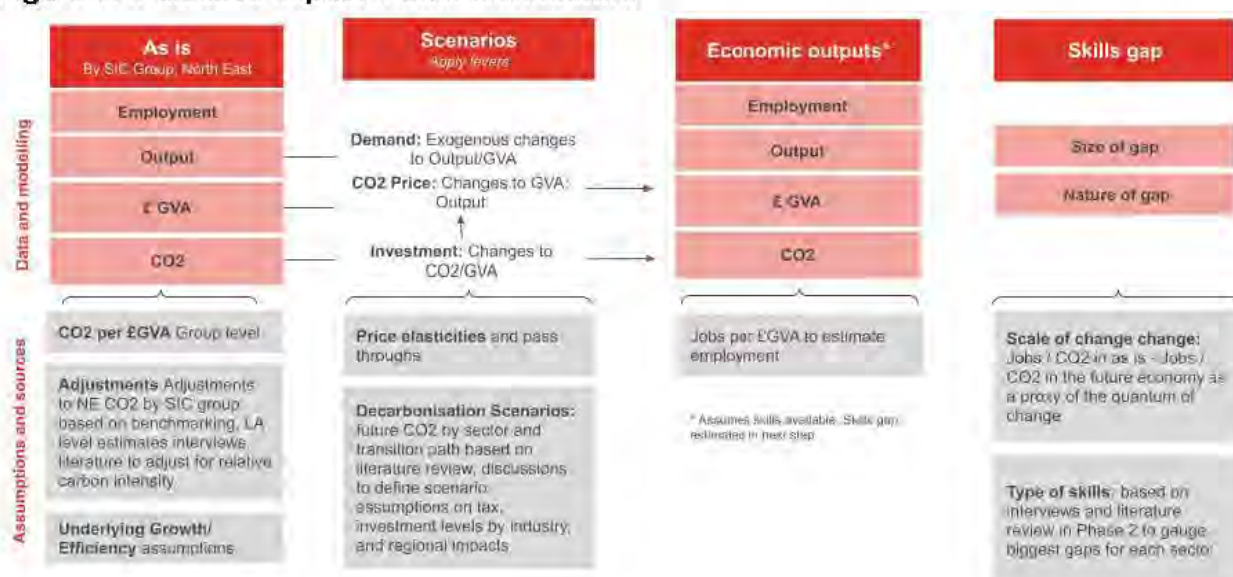 As is
By SIC Group, North East
Employment
Output
£ GVA
CO2
Scenarios
Apply levers
Demand: Exogenous changes
to Output/GVA
CO2 Price: Changes to GVA:
Output
Investment: Changes to
CO2/GVA
Economic outputs*
Employment
Output
£ GVA
CO2
Skills gap
Size of gap
Nature of gap
Data and modelling
Assumptions and sources
CO2 per £GVA Group level
Adjustments Adjustments
to NE CO2 by SIC group
based on benchmarking, LA
level estimates interviews
literature to adjust for relative
carbon intensity
Underlying Growth/
Efficiency assumptions
Price elasticities and pass
throughs
Decarbonisation Scenarios:
future CO2 by sector and
transition path based on
literature review, discussions
to define scenario
assumptions on tax,
investment levels by industry,
and regional impacts
Jobs per £GVA to estimate
employment
* Assumes skills available. Skills gap
estimated in next step
Scale of change change:
Jobs / CO2 in as is - Jobs /
CO2 in the future economy as
a proxy of the quantum of
change
Type of skills: based on
interviews and literature
review in Phase 2 to gauge
biggest gaps for each sector